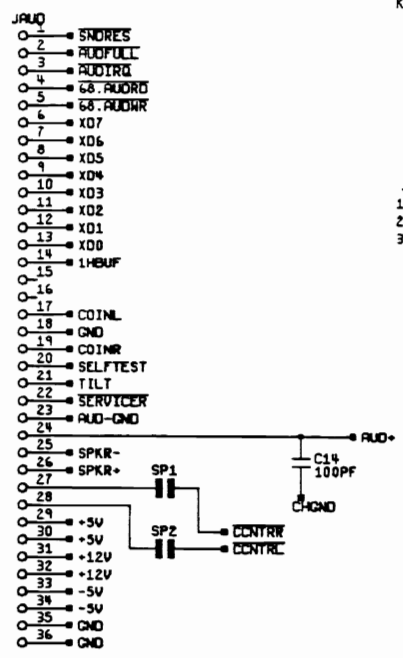 JAUD
1 SNDRES
2 AUDFULL
3 AUDIRQ
4 68.AUDRD
5 68.AUDWR
6 XD7
7 XD6
8 XD5
9 XD4
10 XD3
11 XD2
12 XD1
13 XD0
14 1HBUF
15
16
17 COINL
18 GND
19 COINR
20 SELFTEST
21 TILT
22 SERVICER
23 AUD-GND
24 AUD+
C14
100PF
CHGND
25 SPKR-
26 SPKR+
27 SP1
28
CCNTRR
SP2
CCNTRL
29 +5V
30 +5V
31 +12V
32 +12V
33 -5V
34 -5V
35 GND
36 GND
1
2
3